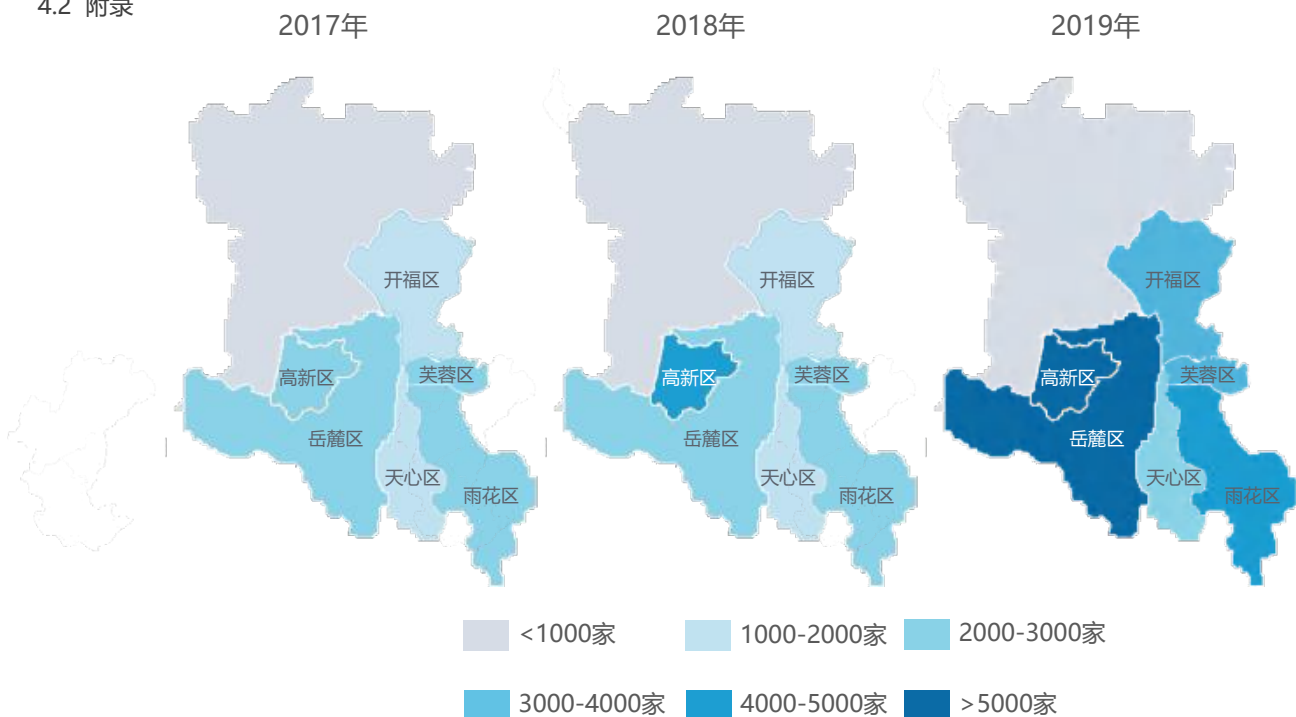 4.2 附录
2017年
2018年
2019年
开福区
高新区
芙蓉区
岳麓区
天心区
雨花区
开福区
高新区
芙蓉区
岳麓区
天心区
雨花区
开福区
高新区
芙蓉区
岳麓区
天心区
雨花区
<1000家
1000-2000家
2000-3000家
3000-4000家
4000-5000家
>5000家